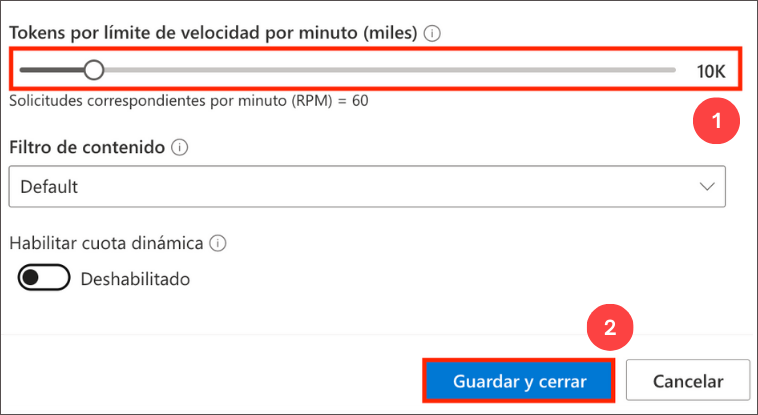 Tokens por límite de velocidad por minuto (miles)
10K
Solicitudes correspondientes por minuto (RPM) = 60
1
Filtro de contenido
Default
Habilitar cuota dinámica
Deshabilitado
2
Guardar y cerrar
Cancelar